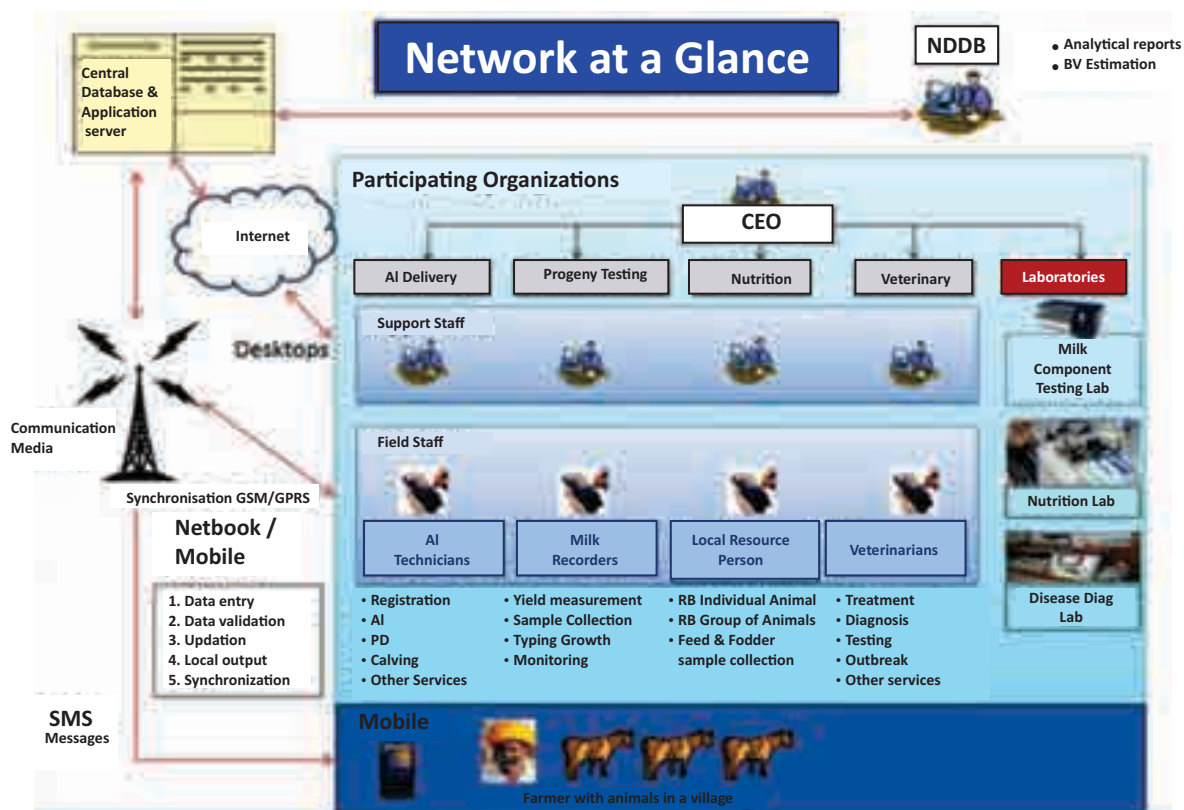 Network at a Glance
NDDB
• Analytical reports
• BV Estimation
Central
Database &
Application
server
Internet
Desktops
Communication
Media
Synchronisation GSM/GPRS
Netbook /
Mobile
1. Data entry
2. Data validation
3. Updation
4. Local output
5. Synchronization
SMS
Messages
Participating Organizations
CEO
AI Delivery
Progeny Testing
Nutrition
Veterinary
Laboratories
Support Staff
Milk
Component
Testing Lab
Field Staff
Nutrition Lab
AI
Technicians
Milk
Recorders
Local Resource
Person
Veterinarians
• Registration
• AI
• PD
• Calving
• Other Services
• Yield measurement
• Sample Collection
• Typing Growth
• Monitoring
• RB Individual Animal
• RB Group of Animals
• Feed & Fodder
sample collection
• Treatment
• Diagnosis
• Testing
• Outbreak
• Other services
Disease Diag
Lab
Mobile
Farmer with animals in a village